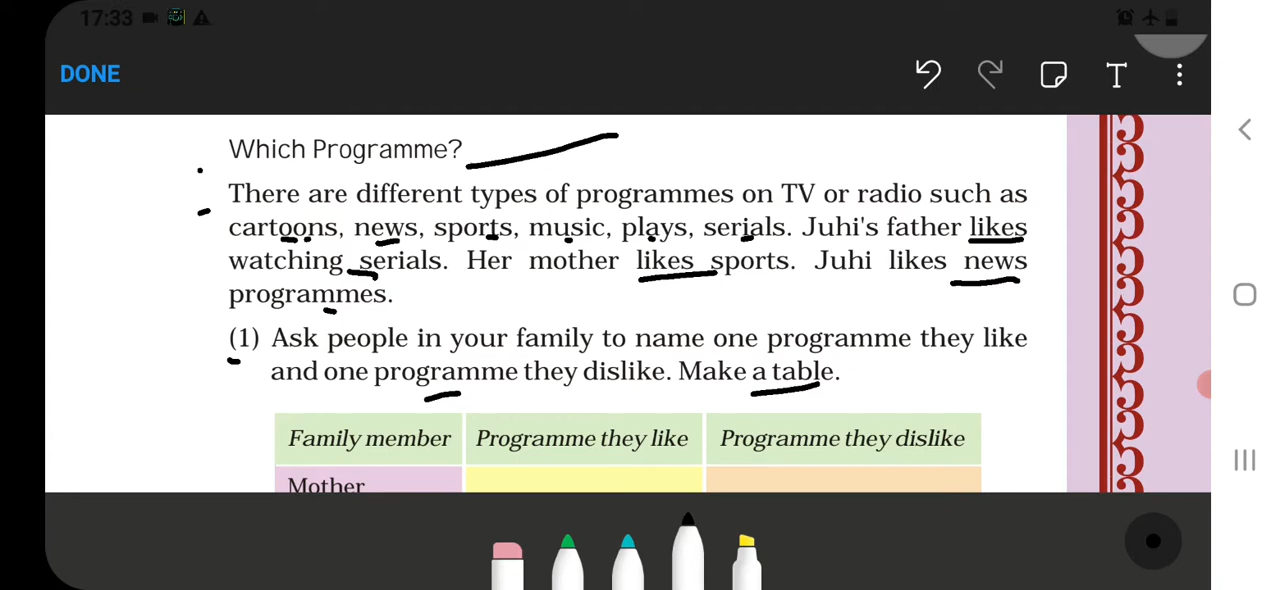 17:33
DONE
T
Which Programme?
There are different types of programmes on TV or radio such as
cartoons, news, sports, music, plays, serials. Juhi's father likes
watching serials. Her mother likes sports. Juhi likes news
programmes.
(1) Ask people in your family to name one programme they like
and one programme they dislike. Make a table.
Family member Programme they like Programme they dislike
Mother